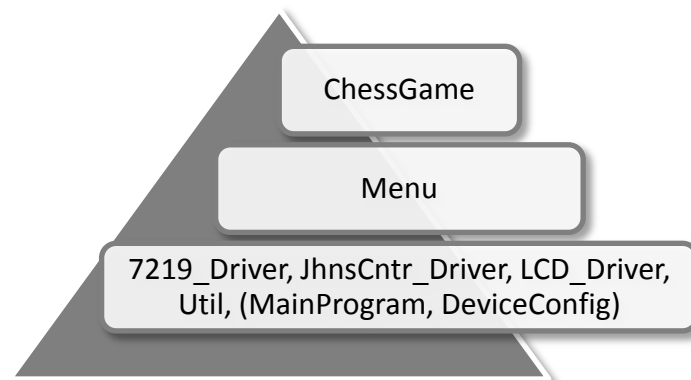 ChessGame
Menu
7219_Driver, JhnsCntr_Driver, LCD_Driver,
Util, (MainProgram, DeviceConfig)